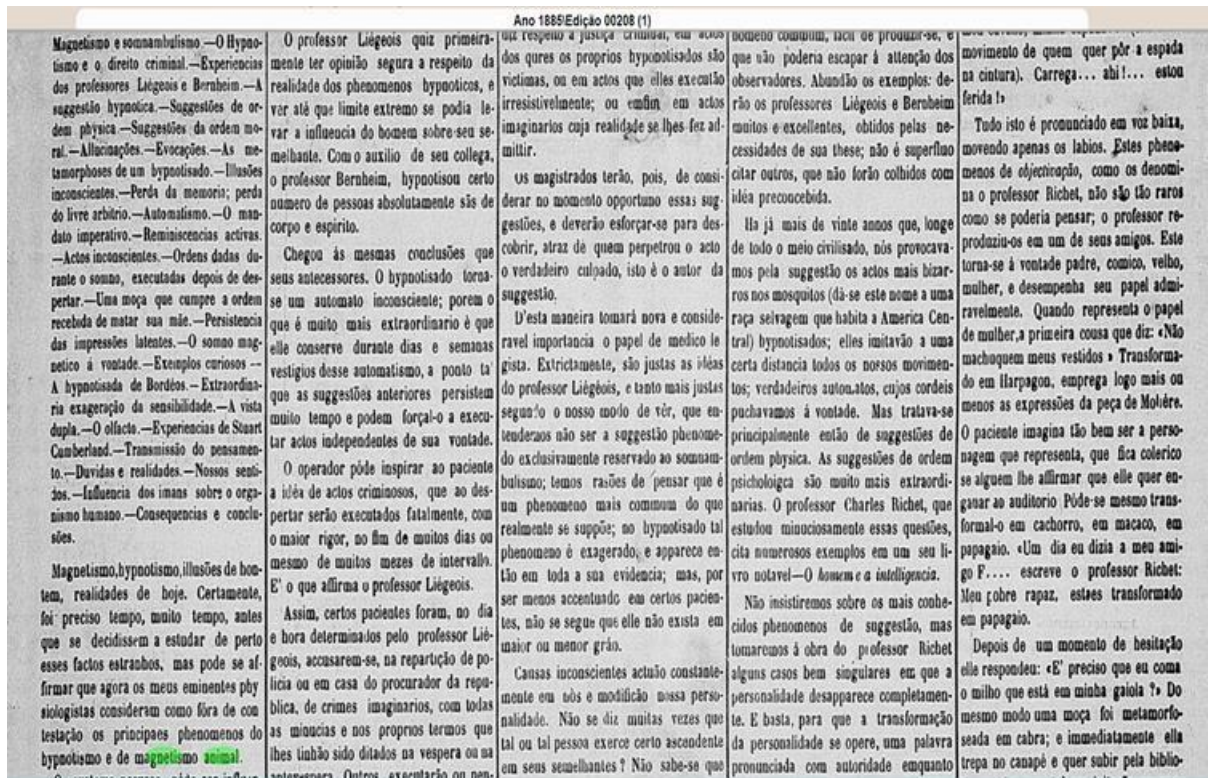 Ano 1885\Edição 00208 (1)
Magnetismo e somnambulismo.—O Hypno-
tismo e o direito criminal.—Experiencias
dos professores Liégeois e Bernheim.—A
suggestão hypnotica.—Suggestões de or-
dem physica.—Suggestões da ordem mo-
ral.—Allucinações.—Evocações.—As me-
tamorphoses de um hypnotisado.—Illusões
inconscientes.—Perda da memoria; perda
do livre arbitrio.—Automatismo.—O man-
dato imperativo.—Reminiscencias activas.
—Actos inconscientes.—Ordens dadas du-
rante o somno, executadas depois de des-
pertar.—Uma moça que cumpre a ordem
recebida de matar sua mãe.—Persistencia
das impressões latentes.—O somno mag-
netico á vontade.—Exemplos curiosos—
A hypnotisada de Bordéos.—Extraordina-
ria exageração da sensibilidade.—A vista
dupla.—O olfacto.—Experiencias de Stuart
Cumberland.—Transmissão do pensamen-
to.—Duvidas e realidades.—Nossos senti-
dos.—Influencia dos imans sobre o orga-
nismo humano.—Consequencias e conclu-
sões.
Magnetismo, hypnotismo, illusões de hon-
tem, realidades de hoje. Certamente,
foi preciso tempo, muito tempo, antes
que se decidissem a estudar de perto
esses factos estranhos, mas pode se af-
firmar que agora os meus eminentes phy
siologistas consideram como fóra de con
testação os principaes phenomenos do
hypnotismo e de magnetismo animal.
O professor Liégeois quiz primeira-
mente ter opinião segura a respeito da
realidade dos phenomenos hypnoticos, e
ver até que limite extremo se podia le-
var a influencia do homem sobre seu se-
melhante. Com o auxilio de seu collega,
o professor Bernheim, hypnotisou certo
numero de pessoas absolutamente sãs de
corpo e espirito.
Chegou ás mesmas conclusões que
seus antecessores. O hypnotisado torna-
se um automato inconsciente; porem o
que é muito mais extraordinario é que
elle conserve durante dias e semanas
vestigios desse automatismo, a ponto ta'
que as suggestões anteriores persistem
muito tempo e podem forçal-o a execu-
tar actos independentes de sua vontade.
O operador póde inspirar ao paciente
a idéa de actos criminosos, que ao des-
pertar serão executados fatalmente, com
o maior rigor, no fim de muitos dias ou
mesmo de muitos mezes de intervallo.
E' o que affirma o professor Liégeois.
Assim, certos pacientes foram, no dia
e hora determinados pelo professor Lié-
geois, accusarem-se, na repartição de po-
licia ou em casa do procurador da repu-
blica, de crimes imaginarios, com todas
as minucias e nos proprios termos que
lhes tinhão sido ditados na vespera ou na
antevespera. Outros, executarão ou pen-
diz respeito a justiça criminal, em actos
dos qures os proprios hyponotisados são
victimas, ou em actos que elles executão
irresistivelmente; ou emfin em actos
imaginarios cuja realidade se lhes fez ad-
mittir.
Os magistrados terão, pois, de consi-
derar no momento opportuno essas sug-
gestões, e deverão esforçar-se para des-
cobrir, atraz de quem perpetrou o acto
o verdadeiro culpado, isto é o autor da
suggestão.
D'esta maneira tomará nova e conside-
ravel importancia o papel de medico le
gista. Extrictamente, são justas as idéas
do professor Liégeois, e tanto mais justas
segundo o nosso modo de vêr, que en-
tendemos não ser a suggestão phenome-
do exclusivamente reservado ao somnam-
bulismo; temos rasões de pensar que é
um phenomeno mais commum do que
realmente se suppõe; no hypnotisado tal
phenomeno é exagerado, e apparece en-
tão em toda a sua evidencia; mas, por
ser menos accentuado em certos pacien-
tes, não se segue que elle não exista em
maior ou menor gráo.
Causas inconscientes actuão constante-
mente em nós e modificão nossa perso-
nalidade. Não se diz muitas vezes que
tal ou tal pessoa exerce certo ascendente
em seus semelhantes? Não sabe-se que
nomeno commum, facil de produzir-se, e
que não poderia escapar á attenção dos
observadores. Abundão os exemplos: de-
rão os professores Liégeois e Bernheim
muitos e excellentes, obtidos pelas ne-
cessidades de sua these; não é superfluo
citar outros, que não forão colhidos com
idéa preconcebida.
Ha já mais de vinte annos que, longe
de todo o meio civilisado, nós provocava-
mos pela suggestão os actos mais bizar-
ros nos mosquitos (dá-se este nome a uma
raça selvagem que habita a America Cen-
tral) hypnotisados; elles imitavão a uma
certa distancia todos os nossos movimen-
tos; verdadeiros automatos, cujos cordeis
puchavamos á vontade. Mas tratava-se
principalmente então de suggestões de
ordem physica. As suggestões de ordem
psichologica são muito mais extraordi-
narias. O professor Charles Richet, que
estudou minuciosamente essas questões,
cita numerosos exemplos em um seu li-
vro notavel—O homem e a intelligencia.
Não insistiremos sobre os mais conhe-
cidos phenomenos de suggestão, mas
tomaremos á obra do professor Richet
alguns casos bem singulares em que a
personalidade desapparece completamen-
te. E basta, para que a transformação
da personalidade se opere, uma palavra
pronunciada com autoridade emquanto
movimento de quem quer pôr a espada
na cintura). Carrega... ahi!... estou
ferida!»
Tudo isto é pronunciado em voz baixa,
movendo apenas os labios. Estes pheno-
menos de objectivação, como os denomi-
na o professor Richet, não são tão raros
como se poderia pensar; o professor re-
produziu-os em um de seus amigos. Este
torna-se á vontade padre, comico, velho,
mulher, e desempenha seu papel admi-
ravelmente. Quando representa o papel
de mulher, a primeira cousa que diz: «Não
machoquem meus vestidos » Transforma-
do em Harpagon, emprega logo mais ou
menos as expressões da peça de Molière.
O paciente imagina tão bem ser a perso-
nagem que representa, que fica colerico
se alguem lhe affirmar que elle quer en-
ganar ao auditorio Póde-se mesmo trans-
formal-o em cachorro, em macaco, em
papagaio. «Um dia eu dizia a meu ami-
go F.... escreve o professor Richet:
Meu pobre rapaz, estaes transformado
em papagaio.
Depois de um momento de hesitação
elle respondeu: «E' preciso que eu coma
o milho que está em minha gaiola ?» Do
mesmo modo uma moça foi metamorfo-
seada em cabra; e immediatamente ella
trepa no canapê e quer subir pela biblio-